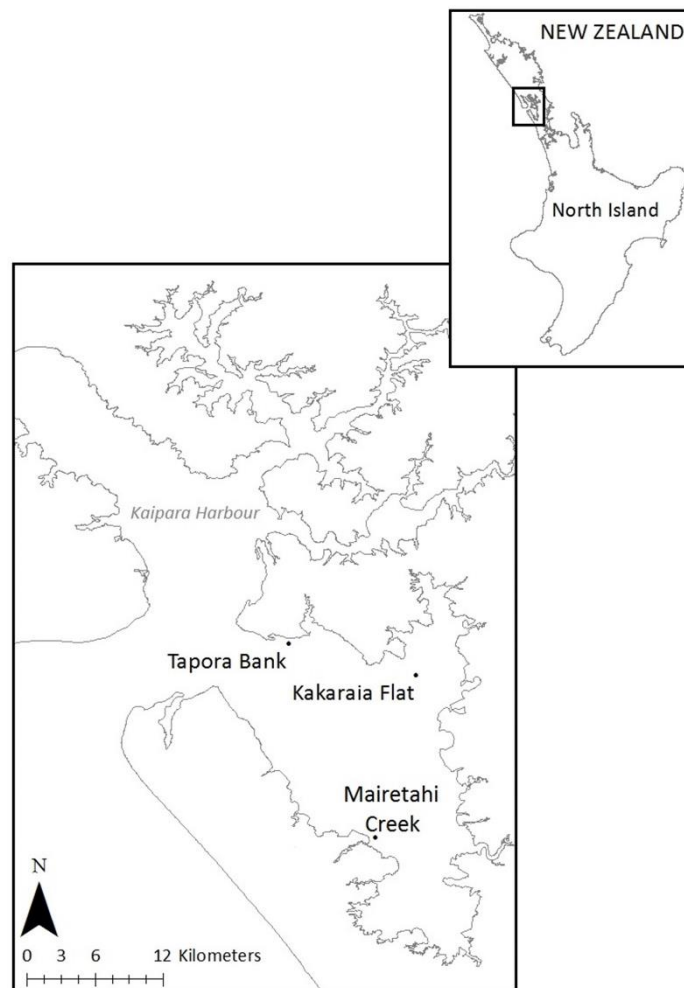 NEW ZEALAND
North Island
Kaipara Harbour
Tapora Bank
Kakaraia Flat
Mairetahi
Creek
N
0 3 6 12 Kilometers